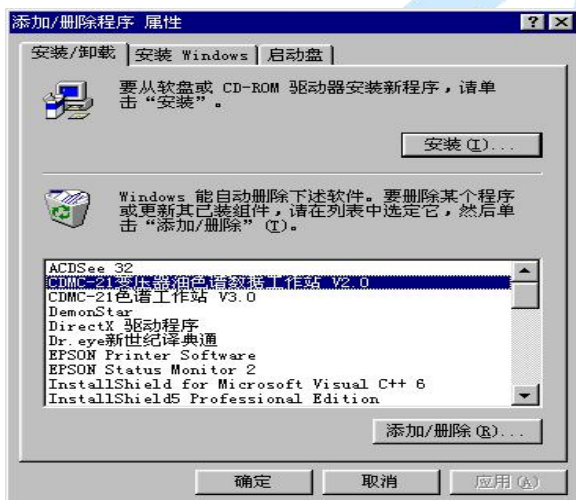 添加/删除程序 属性
安装/卸载 安装 Windows 启动盘
要从软盘或 CD-ROM 驱动器安装新程序，请单
击“安装”。
安装(I)...
Windows 能自动删除下述软件。要删除某个程序
或更新其已装组件，请在列表中选定它，然后单
击“添加/删除”(T)。
ACDSee 32
CDMC-21变压器油色谱数据工作站 V2.0
CDMC-21色谱工作站 V3.0
DemonStar
DirectX 驱动程序
Dr. eye新世纪译典通
EPSON Printer Software
EPSON Status Monitor 2
InstallShield for Microsoft Visual C++ 6
InstallShield5 Professional Edition
添加/删除(R)...
确定 取消 应用(A)